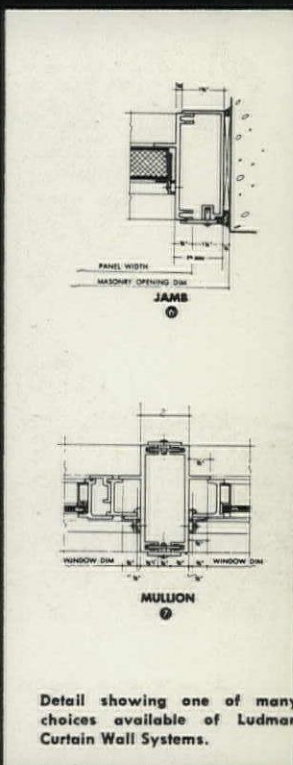 PANEL WIDTH
MASONRY OPENING DIM
JAMB
6
2
WINDOW DIM
WINDOW DIM
MULLION
7
Detail showing one of many
choices available of Ludman
Curtain Wall Systems.